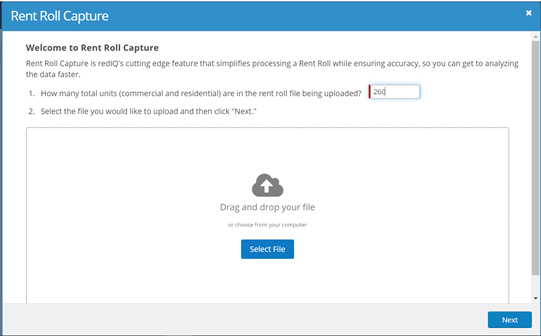 Rent Roll Capture
Welcome to Rent Roll Capture
Rent Roll Capture is redIQ's cutting edge feature that simplifies processing a Rent Roll while ensuring accuracy, so you can get to analyzing
the data faster.
1. How many total units (commercial and residential) are in the rent roll file being uploaded? 260
2. Select the file you would like to upload and then click "Next."
Drag and drop your file
or choose from your computer
Select File
Next